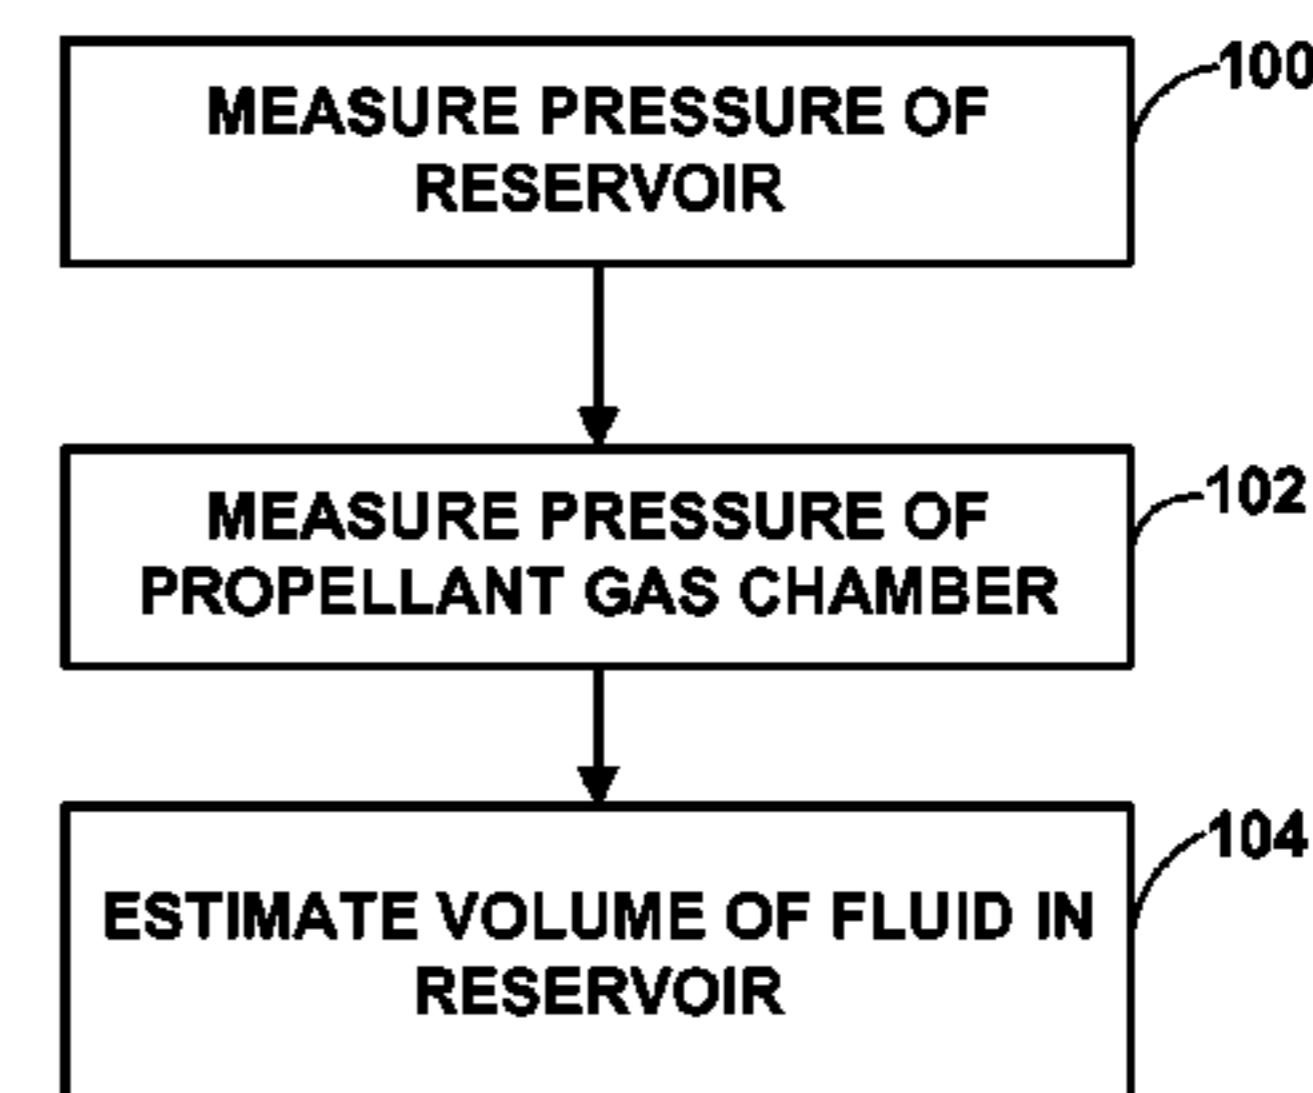 100
MEASURE PRESSURE OF
RESERVOIR
102
MEASURE PRESSURE OF
PROPELLANT GAS CHAMBER
104
ESTIMATE VOLUME OF FLUID IN
RESERVOIR